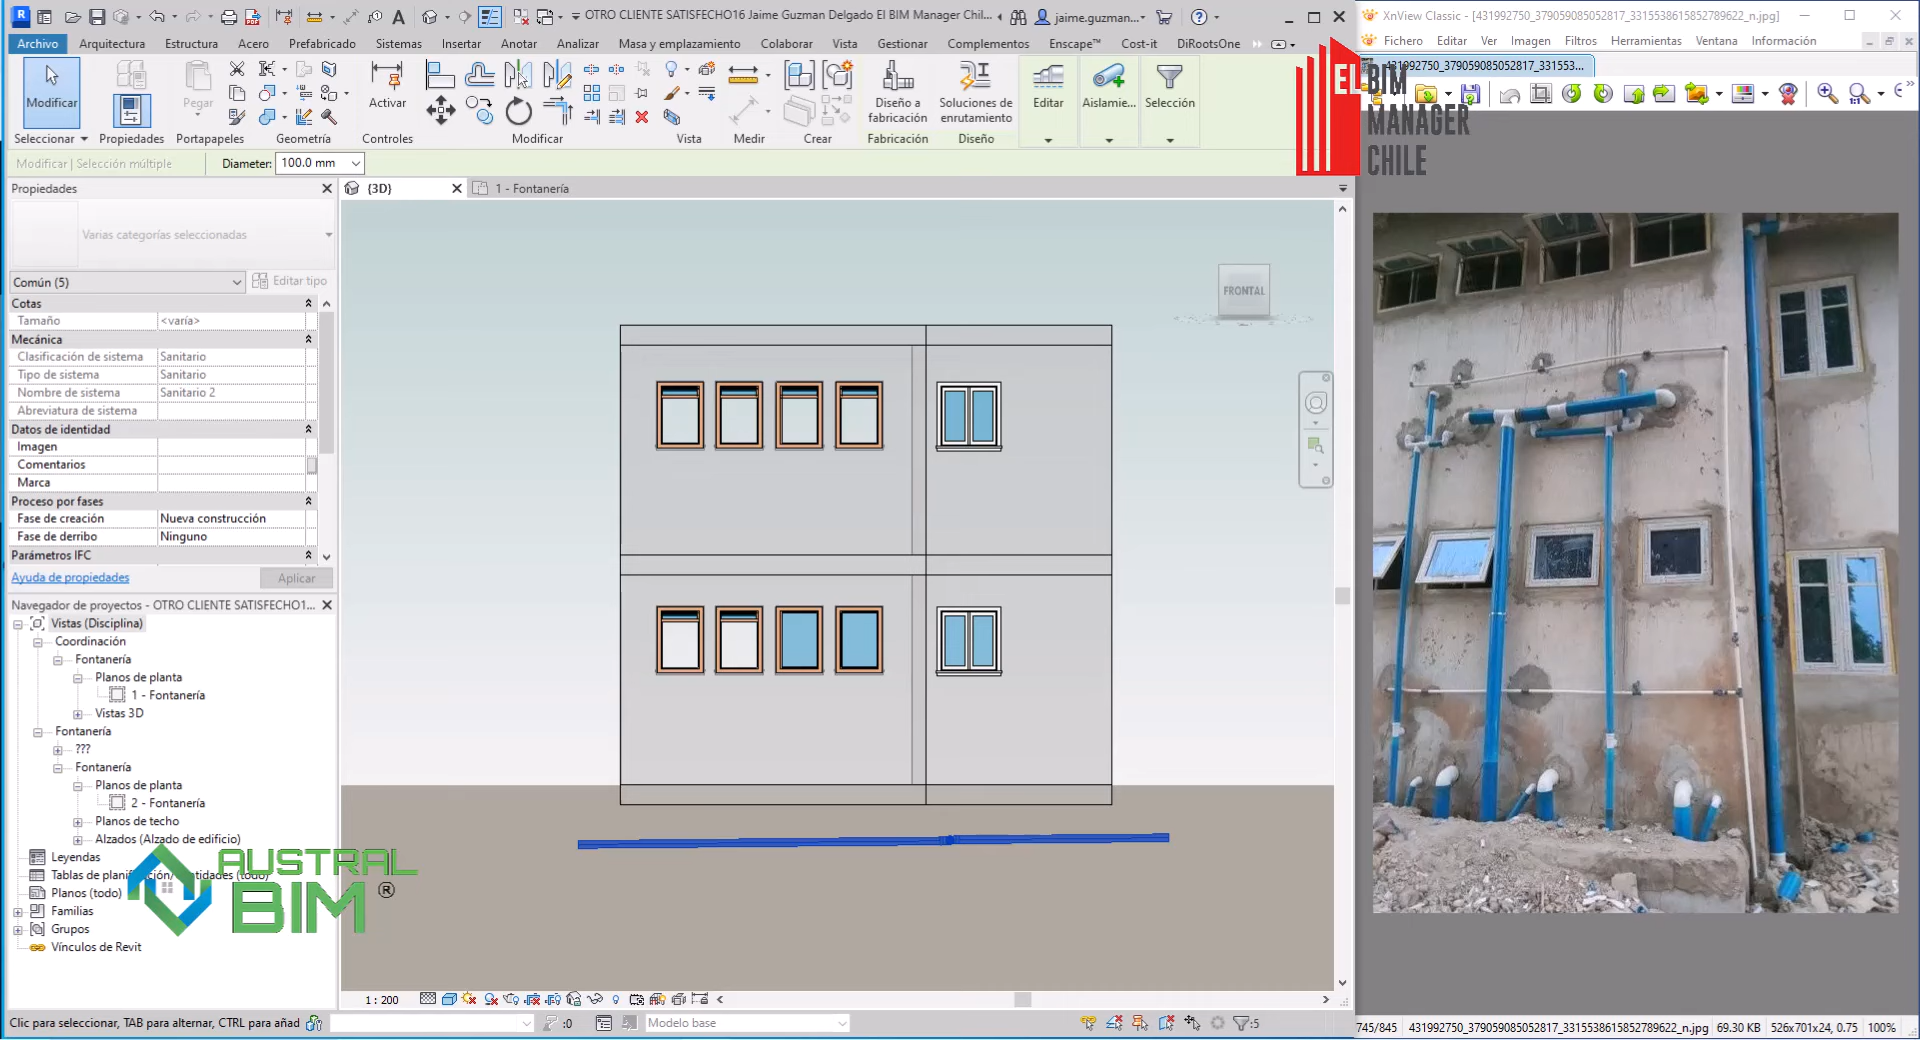 OTRO CLIENTE SATISFECHO16 Jaime Guzman Delgado El BIM Manager Chil...
jaime.guzman...
XnView Classic - [431992750_379059085052817_3315538615852789622_n.jpg]
Archivo Arquitectura Estructura Acero Prefabricado Sistemas Insertar Anotar Analizar Masa y emplazamiento Colaborar Vista Gestionar Complementos Enscape™ Cost-it DiRootsOne
Fichero Editar Ver Imagen Filtros Herramientas Ventana Información
431992750_379059085052817_331553...
Modificar
Pegar
Activar
Diseño a fabricación
Soluciones de enrutamiento
Editar
Aislamie...
Selección
Seleccionar Propiedades Portapapeles Geometría Controles Modificar Vista Medir Crear Fabricación Diseño
EL BIM
MANAGER
CHILE
Modificar | Selección múltiple
Diameter: 100.0 mm
Propiedades
{3D}
1 - Fontanería
Varias categorías seleccionadas
Común (5)
Editar tipo
Cotas
Tamaño <varía>
Mecánica
Clasificación de sistema Sanitario
Tipo de sistema Sanitario
Nombre de sistema Sanitario 2
Abreviatura de sistema
Datos de identidad
Imagen
Comentarios
Marca
Proceso por fases
Fase de creación Nueva construcción
Fase de derribo Ninguno
Parámetros IFC
Ayuda de propiedades
Aplicar
FRONTAL
Navegador de proyectos - OTRO CLIENTE SATISFECHO1...
Vistas (Disciplina)
Coordinación
Fontanería
Planos de planta
1 - Fontanería
Vistas 3D
Fontanería
???
Fontanería
Planos de planta
2 - Fontanería
Planos de techo
Alzados (Alzado de edificio)
Leyendas
Tablas de planificación/cantidades (todo)
Planos (todo)
Familias
Grupos
Vínculos de Revit
AUSTRAL
BIM ®
1 : 200
Clic para seleccionar, TAB para alternar, CTRL para añad
:0
Modelo base
:5
745/845 431992750_379059085052817_3315538615852789622_n.jpg 69.30 KB 526x701x24, 0.75 100%